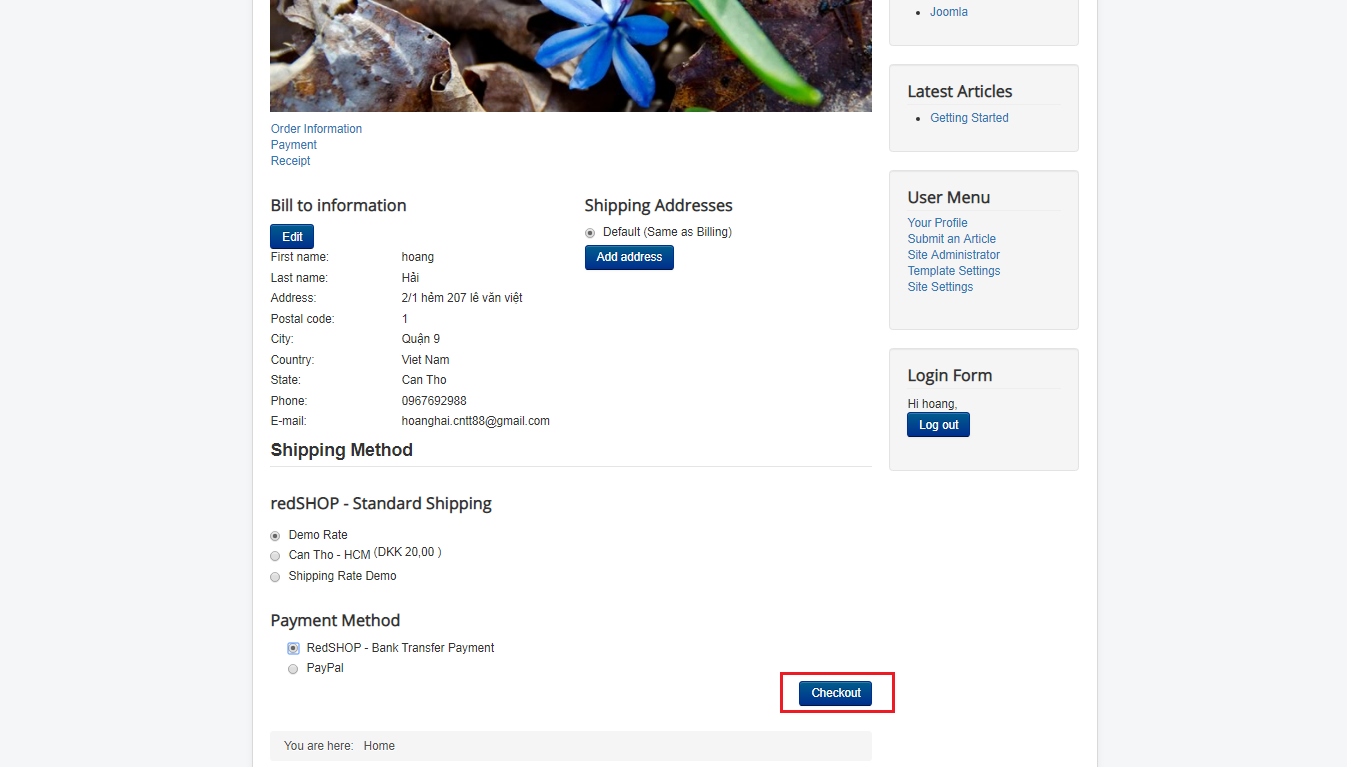 Joomla
Latest Articles
Getting Started
Order Information
Payment
Receipt
Bill to information
Edit
First name: hoang
Last name: Hải
Address: 2/1 hẻm 207 lê văn việt
Postal code: 1
City: Quận 9
Country: Viet Nam
State: Can Tho
Phone: 0967692988
E-mail: hoanghai.cntt88@gmail.com
Shipping Addresses
Default (Same as Billing)
Add address
User Menu
Your Profile
Submit an Article
Site Administrator
Template Settings
Site Settings
Login Form
Hi hoang,
Log out
Shipping Method
redSHOP - Standard Shipping
Demo Rate
Can Tho - HCM (DKK 20,00 )
Shipping Rate Demo
Payment Method
RedSHOP - Bank Transfer Payment
PayPal
Checkout
You are here: Home